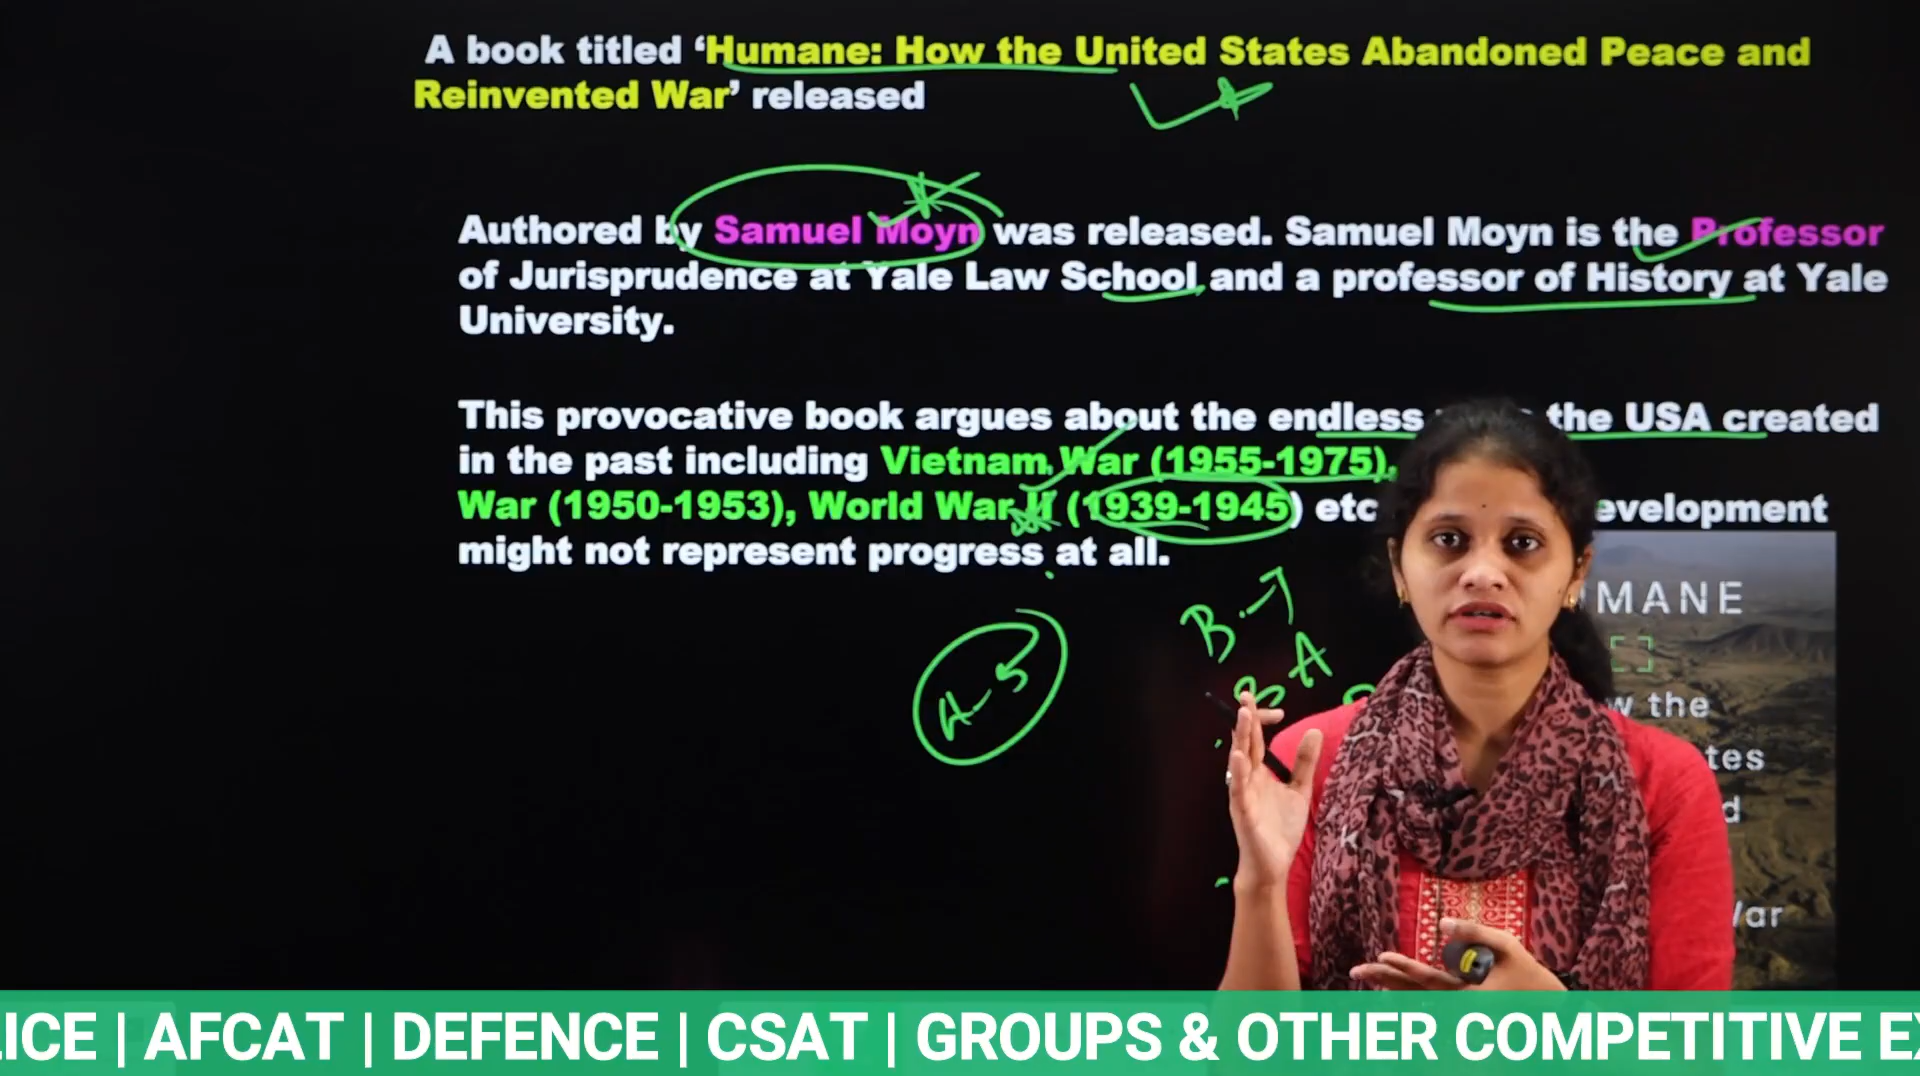 A book titled ‘Humane: How the United States Abandoned Peace and
Reinvented War’ released
Authored by Samuel Moyn was released. Samuel Moyn is the Professor
of Jurisprudence at Yale Law School and a professor of History at Yale
University.
This provocative book argues about the endless the USA created
in the past including Vietnam War (1955-1975),
War (1950-1953), World War II (1939-1945) etc evelopment
might not represent progress at all.
MANE
B
A
A-5
w the
tes
d
War
LICE | AFCAT | DEFENCE | CSAT | GROUPS & OTHER COMPETITIVE EX